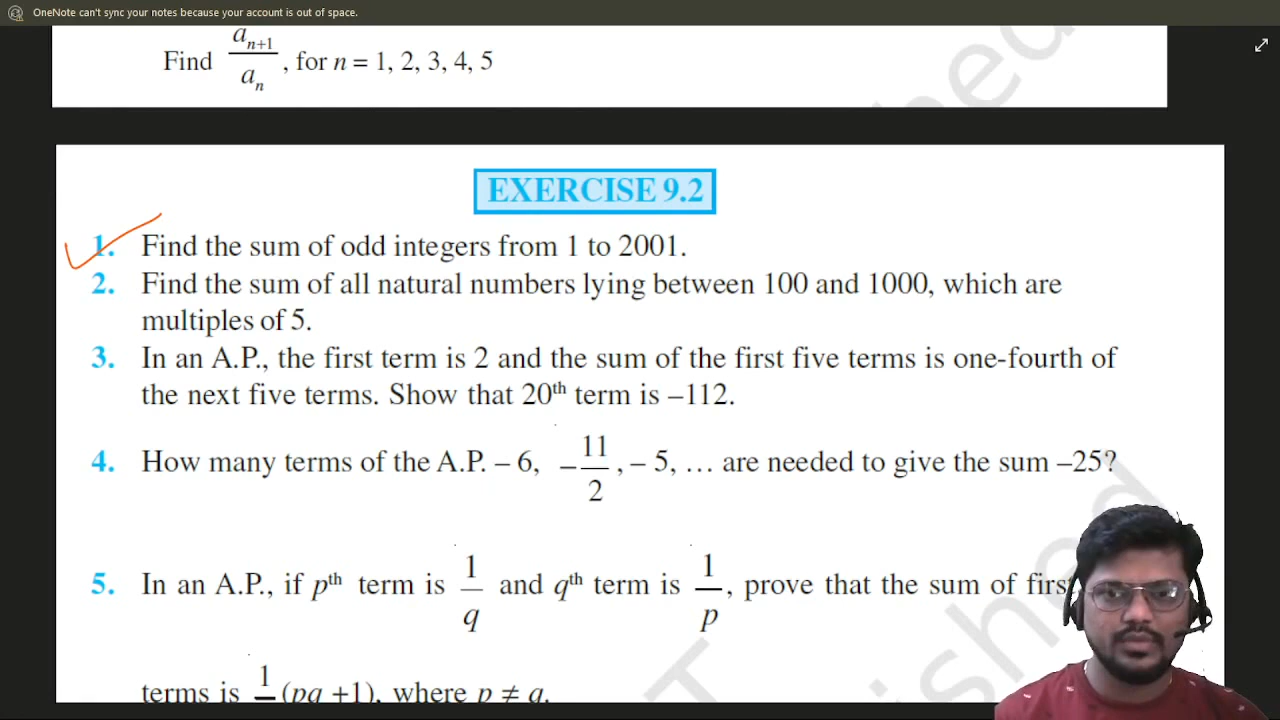 OneNote can't sync your notes because your account is out of space.
Find a_{n+1}/a_n, for n = 1, 2, 3, 4, 5
EXERCISE 9.2
1. Find the sum of odd integers from 1 to 2001.
2. Find the sum of all natural numbers lying between 100 and 1000, which are
multiples of 5.
3. In an A.P., the first term is 2 and the sum of the first five terms is one-fourth of
the next five terms. Show that 20th term is –112.
4. How many terms of the A.P. – 6, –11/2, – 5, … are needed to give the sum –25?
5. In an A.P., if pth term is 1/q and qth term is 1/p, prove that the sum of first
terms is 1/ (pq +1), where p ≠ q.